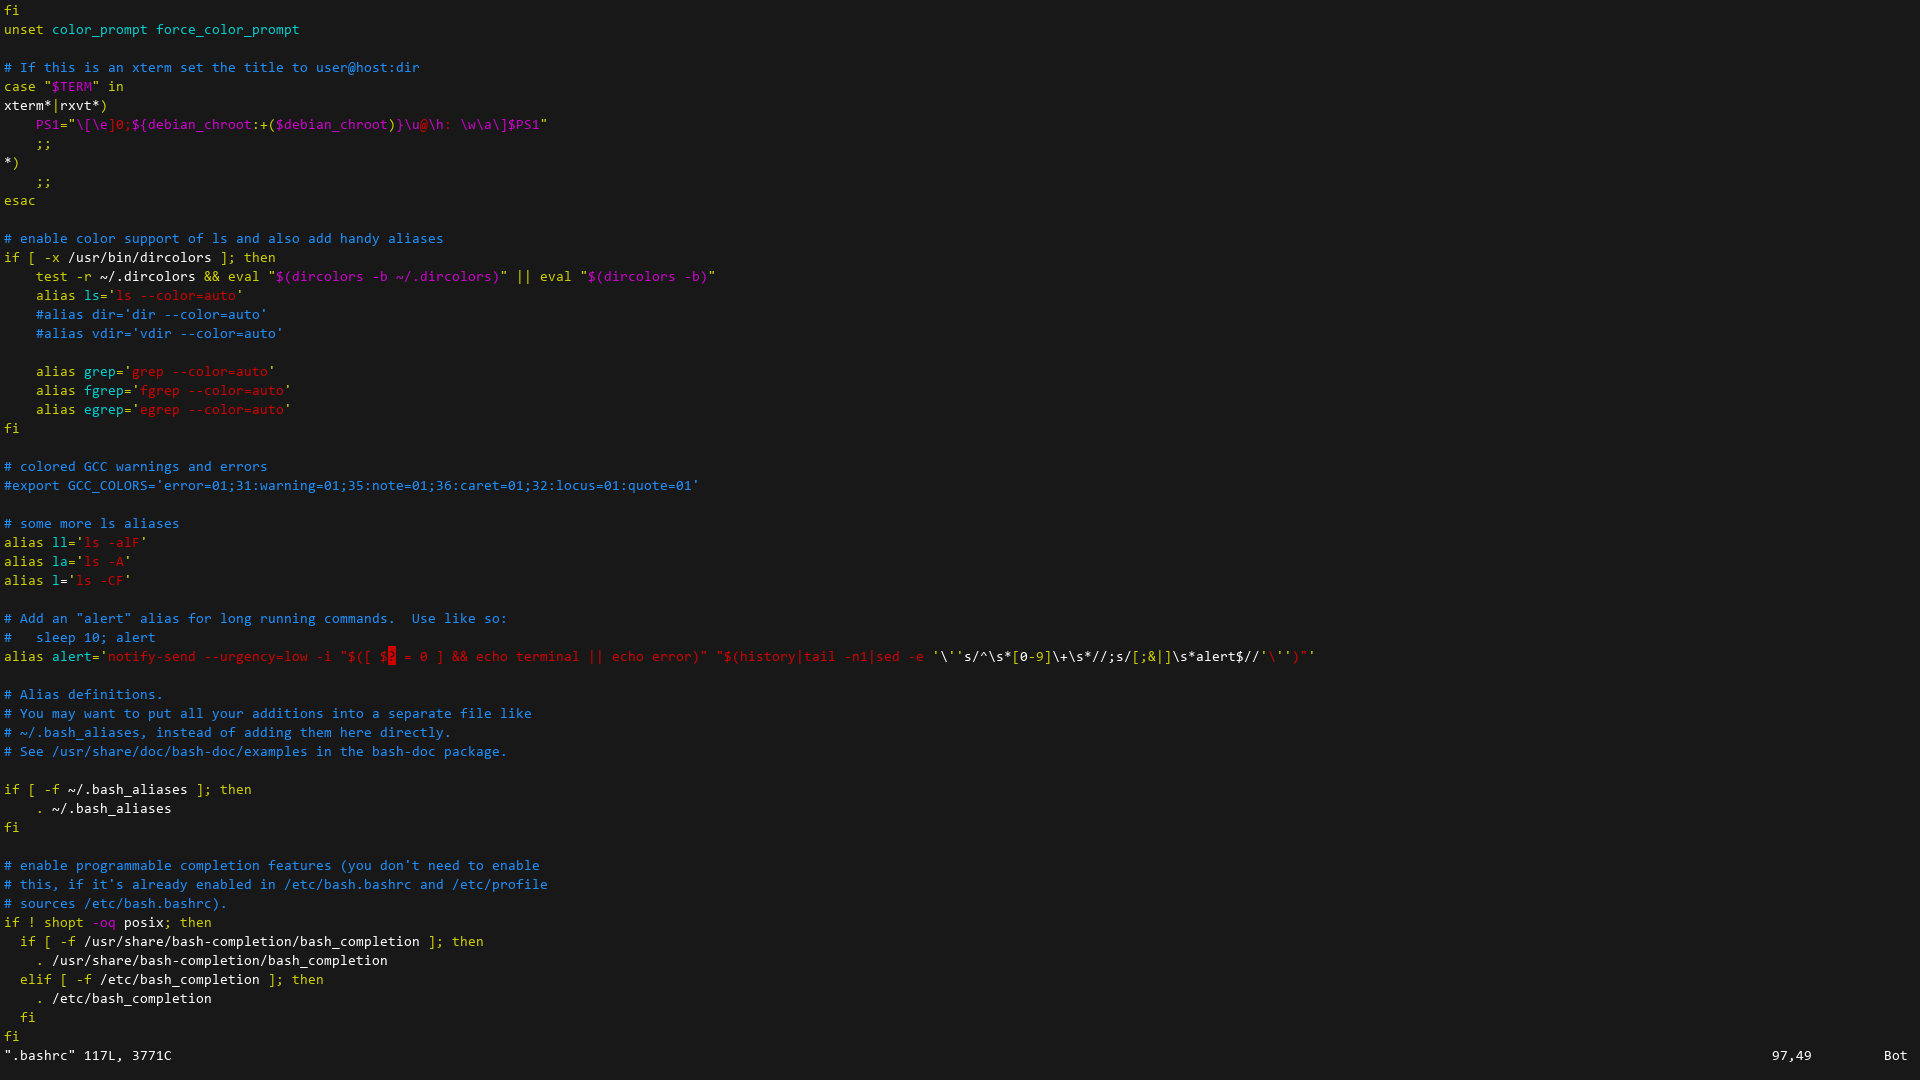 fi
unset color_prompt force_color_prompt
# If this is an xterm set the title to user@host:dir
case "$TERM" in
xterm*|rxvt*)
    PS1="\[\e]0;${debian_chroot:+($debian_chroot)}\u@\h: \w\a\]$PS1"
    ;;
*)
    ;;
esac
# enable color support of ls and also add handy aliases
if [ -x /usr/bin/dircolors ]; then
    test -r ~/.dircolors && eval "$(dircolors -b ~/.dircolors)" || eval "$(dircolors -b)"
    alias ls='ls --color=auto'
    #alias dir='dir --color=auto'
    #alias vdir='vdir --color=auto'
    alias grep='grep --color=auto'
    alias fgrep='fgrep --color=auto'
    alias egrep='egrep --color=auto'
fi
# colored GCC warnings and errors
#export GCC_COLORS='error=01;31:warning=01;35:note=01;36:caret=01;32:locus=01:quote=01'
# some more ls aliases
alias ll='ls -alF'
alias la='ls -A'
alias l='ls -CF'
# Add an "alert" alias for long running commands.  Use like so:
#   sleep 10; alert
alias alert='notify-send --urgency=low -i "$([ $? = 0 ] && echo terminal || echo error)" "$(history|tail -n1|sed -e '\''s/^\s*[0-9]\+\s*//;s/[;&|]\s*alert$//'\'')"'
# Alias definitions.
# You may want to put all your additions into a separate file like
# ~/.bash_aliases, instead of adding them here directly.
# See /usr/share/doc/bash-doc/examples in the bash-doc package.
if [ -f ~/.bash_aliases ]; then
    . ~/.bash_aliases
fi
# enable programmable completion features (you don't need to enable
# this, if it's already enabled in /etc/bash.bashrc and /etc/profile
# sources /etc/bash.bashrc).
if ! shopt -oq posix; then
  if [ -f /usr/share/bash-completion/bash_completion ]; then
    . /usr/share/bash-completion/bash_completion
  elif [ -f /etc/bash_completion ]; then
    . /etc/bash_completion
  fi
fi
".bashrc" 117L, 3771C 97,49 Bot